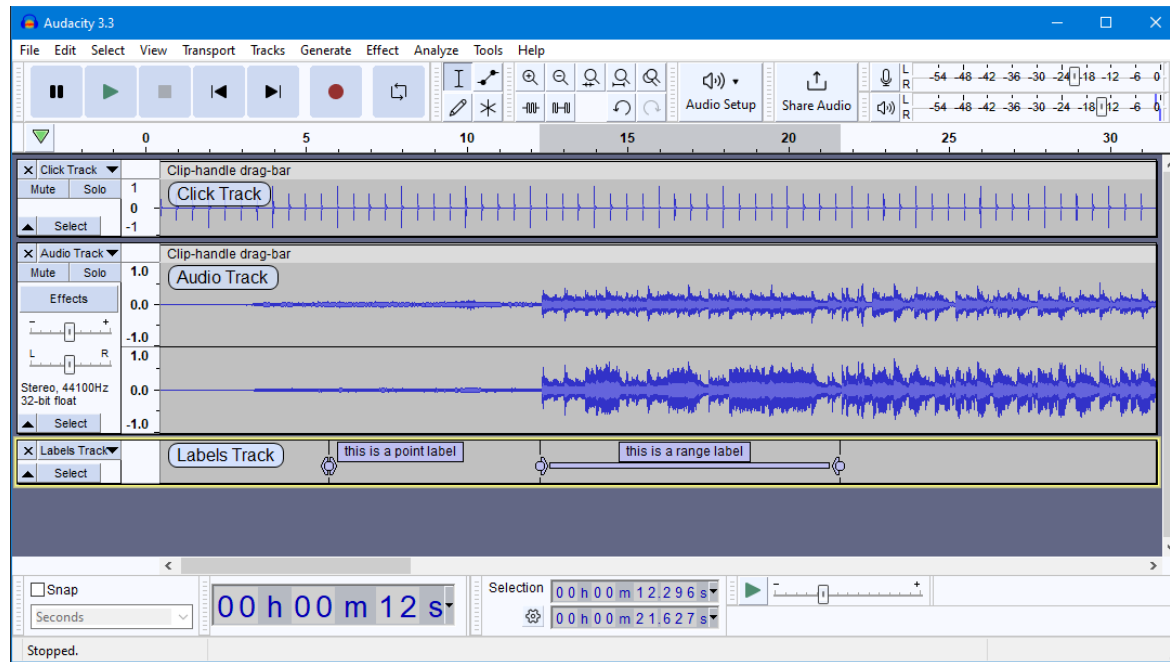 Audacity 3.3
File Edit Select View Transport Tracks Generate Effect Analyze Tools Help
Audio Setup
Share Audio
L
R
-54 -48 -42 -36 -30 -24 -18 -12 -6 0
L
R
-54 -48 -42 -36 -30 -24 -18 12 -6 0
0 5 10 15 20 25 30
Click Track
Clip-handle drag-bar
Mute Solo
1
0
-1
Click Track
Select
Audio Track
Clip-handle drag-bar
Mute Solo
1.0
0.0
-1.0
Audio Track
Effects
- +
L R
1.0
0.0
-1.0
Stereo, 44100Hz
32-bit float
Select
Labels Track
Labels Track
this is a point label
this is a range label
Select
Snap
Seconds
00 h 00 m 12 s
Selection
00 h 00 m 12.296 s
00 h 00 m 21.627 s
- +
Stopped.